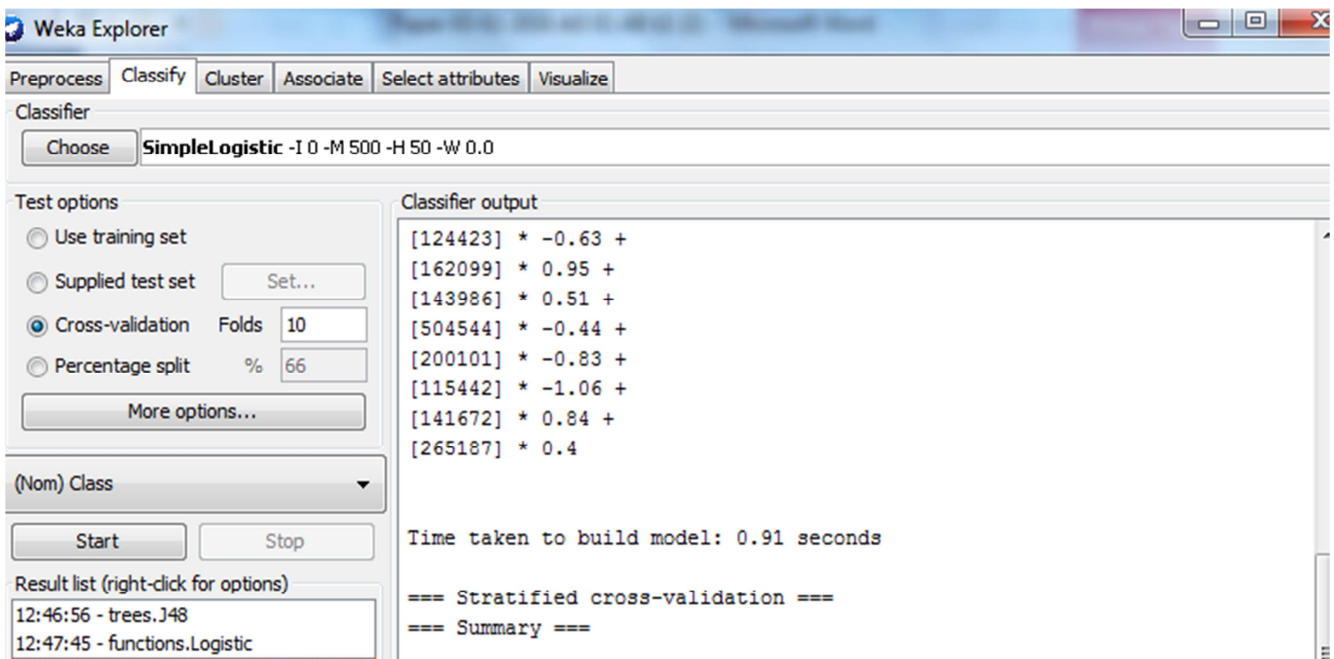 Weka Explorer
Preprocess Classify Cluster Associate Select attributes Visualize
Classifier
Choose SimpleLogistic -I 0 -M 500 -H 50 -W 0.0
Test options
Use training set
Supplied test set Set...
Cross-validation Folds 10
Percentage split % 66
More options...
(Nom) Class
Start Stop
Result list (right-click for options)
12:46:56 - trees.J48
12:47:45 - functions.Logistic
Classifier output
[124423] * -0.63 +
[162099] * 0.95 +
[143986] * 0.51 +
[504544] * -0.44 +
[200101] * -0.83 +
[115442] * -1.06 +
[141672] * 0.84 +
[265187] * 0.4
Time taken to build model: 0.91 seconds
=== Stratified cross-validation ===
=== Summary ===